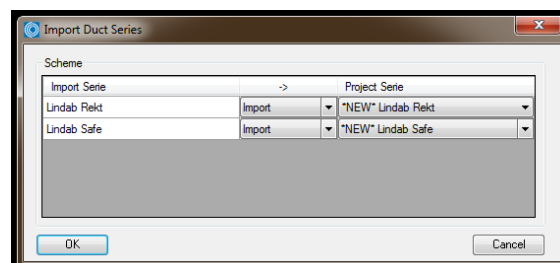 Import Duct Series
Scheme
Import Serie -> Project Serie
Lindab Rekt Import *NEW* Lindab Rekt
Lindab Safe Import *NEW* Lindab Safe
OK Cancel